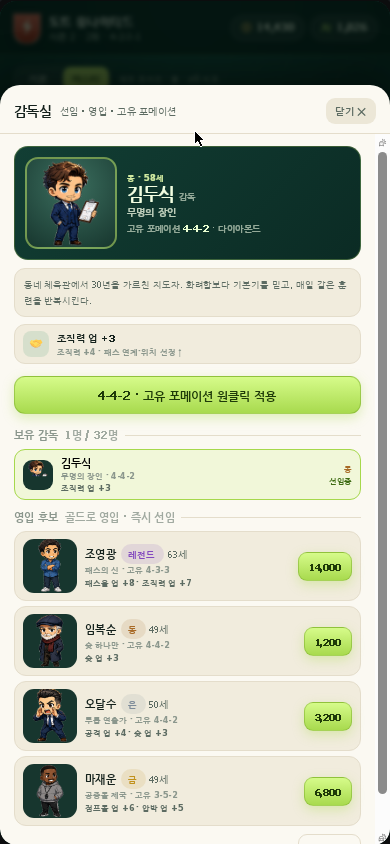 감독실 선임 · 영입 · 고유 포메이션
닫기 ✕
동 · 58세
김두식 감독
무명의 장인
고유 포메이션 4-4-2 · 다이아몬드
동네 체육관에서 30년을 가르친 지도자. 화려함보다 기본기를 믿고, 매일 같은 훈
련을 반복시킨다.
조직력 업 +3
조직력 +4 · 패스 연계·위치 선정 ↑
4-4-2 · 고유 포메이션 원클릭 적용
보유 감독 1명 / 32명
김두식
무명의 장인 · 4-4-2
조직력 업 +3
동
선임중
영입 후보 골드로 영입 · 즉시 선임
조영광 레전드 63세
패스의 신 · 고유 4-3-3
패스율 업 +8 · 조직력 업 +7
14,000
임복순 동 49세
슛 하나만 · 고유 4-4-2
슛 업 +3
1,200
오달수 은 50세
고유 4-4-2
공격 업 +4 · 슛 업 +3
3,200
마재운 금 49세
공중볼 제국 · 고유 3-5-2
점프볼 업 +6 · 압박 업 +5
6,800